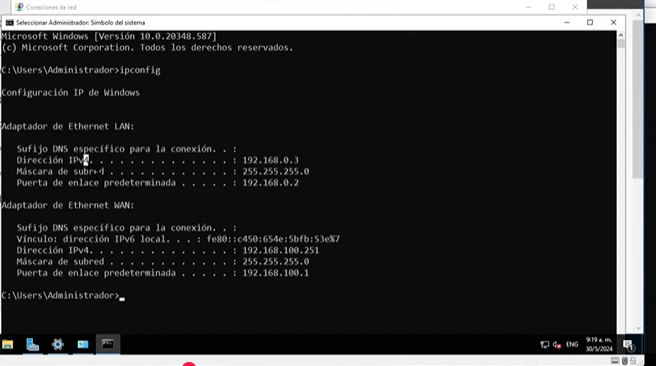 Conexiones de red
Seleccionar Administrador: Símbolo del sistema
Microsoft Windows [Versión 10.0.20348.587]
(c) Microsoft Corporation. Todos los derechos reservados.
C:\Users\Administrador>ipconfig
Configuración IP de Windows
Adaptador de Ethernet LAN:
Sufijo DNS específico para la conexión. . :
Dirección IPv4. . . . . . . . . . . . . . : 192.168.0.3
Máscara de subred . . . . . . . . . . . . : 255.255.255.0
Puerta de enlace predeterminada . . . . . : 192.168.0.2
Adaptador de Ethernet WAN:
Sufijo DNS específico para la conexión. . :
Vínculo: dirección IPv6 local. . . : fe80::c450:654e:5bfb:53e%7
Dirección IPv4. . . . . . . . . . . . . . : 192.168.100.251
Máscara de subred . . . . . . . . . . . . : 255.255.255.0
Puerta de enlace predeterminada . . . . . : 192.168.100.1
C:\Users\Administrador>
ENG
9:19 a. m.
30/5/2024